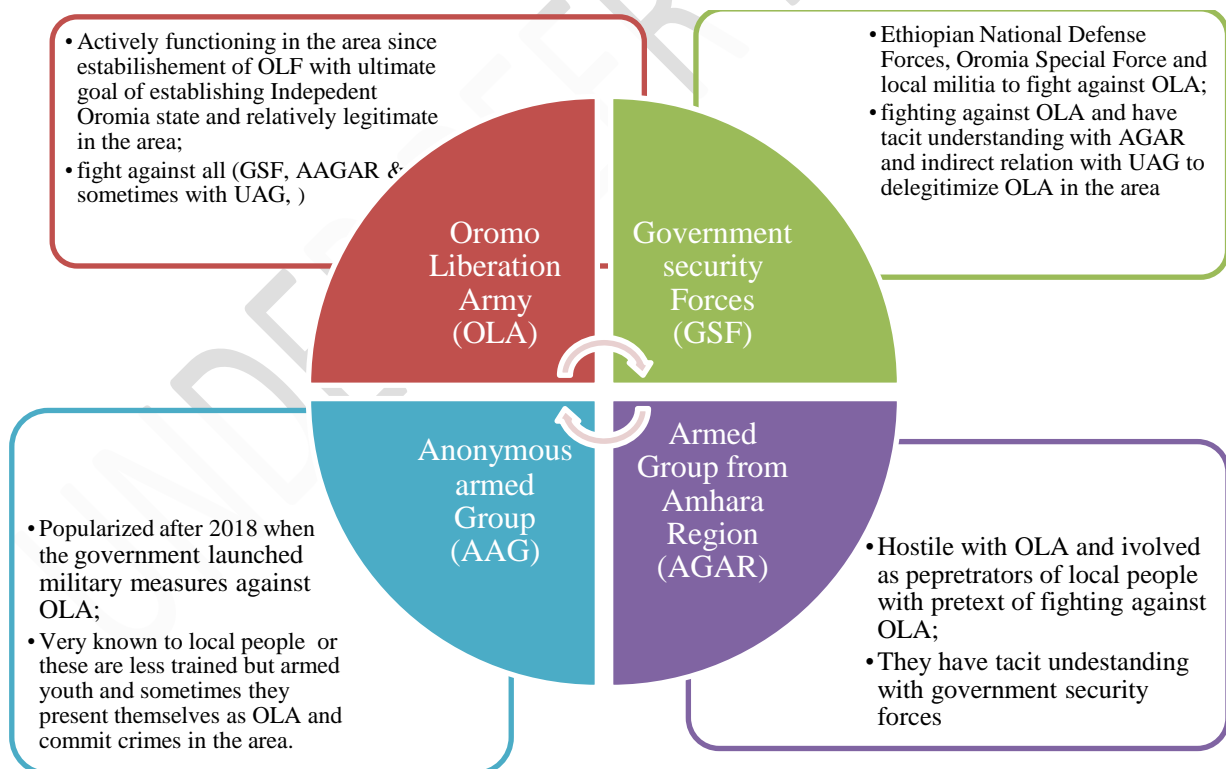 • Actively functioning in the area since
estabilishement of OLF with ultimate
goal of establishing Indepedent
Oromia state and relatively legitimate
in the area;
• fight against all (GSF, AAGAR &
sometimes with UAG, )
• Ethiopian National Defense
Forces, Oromia Special Force and
local militia to fight against OLA;
• fighting against OLA and have
tacit understanding with AGAR
and indirect relation with UAG to
delegitimize OLA in the area
Oromo
Liberation
Army
(OLA)
Government
security
Forces
(GSF)
Anonymous
armed
Group
(AAG)
Armed
Group from
Amhara
Region
(AGAR)
• Popularized after 2018 when
the government launched
military measures against
OLA;
• Very known to local people or
these are less trained but armed
youth and sometimes they
present themselves as OLA and
commit crimes in the area.
• Hostile with OLA and ivolved
as pepretrators of local people
with pretext of fighting against
OLA;
• They have tacit undestanding
with government security
forces